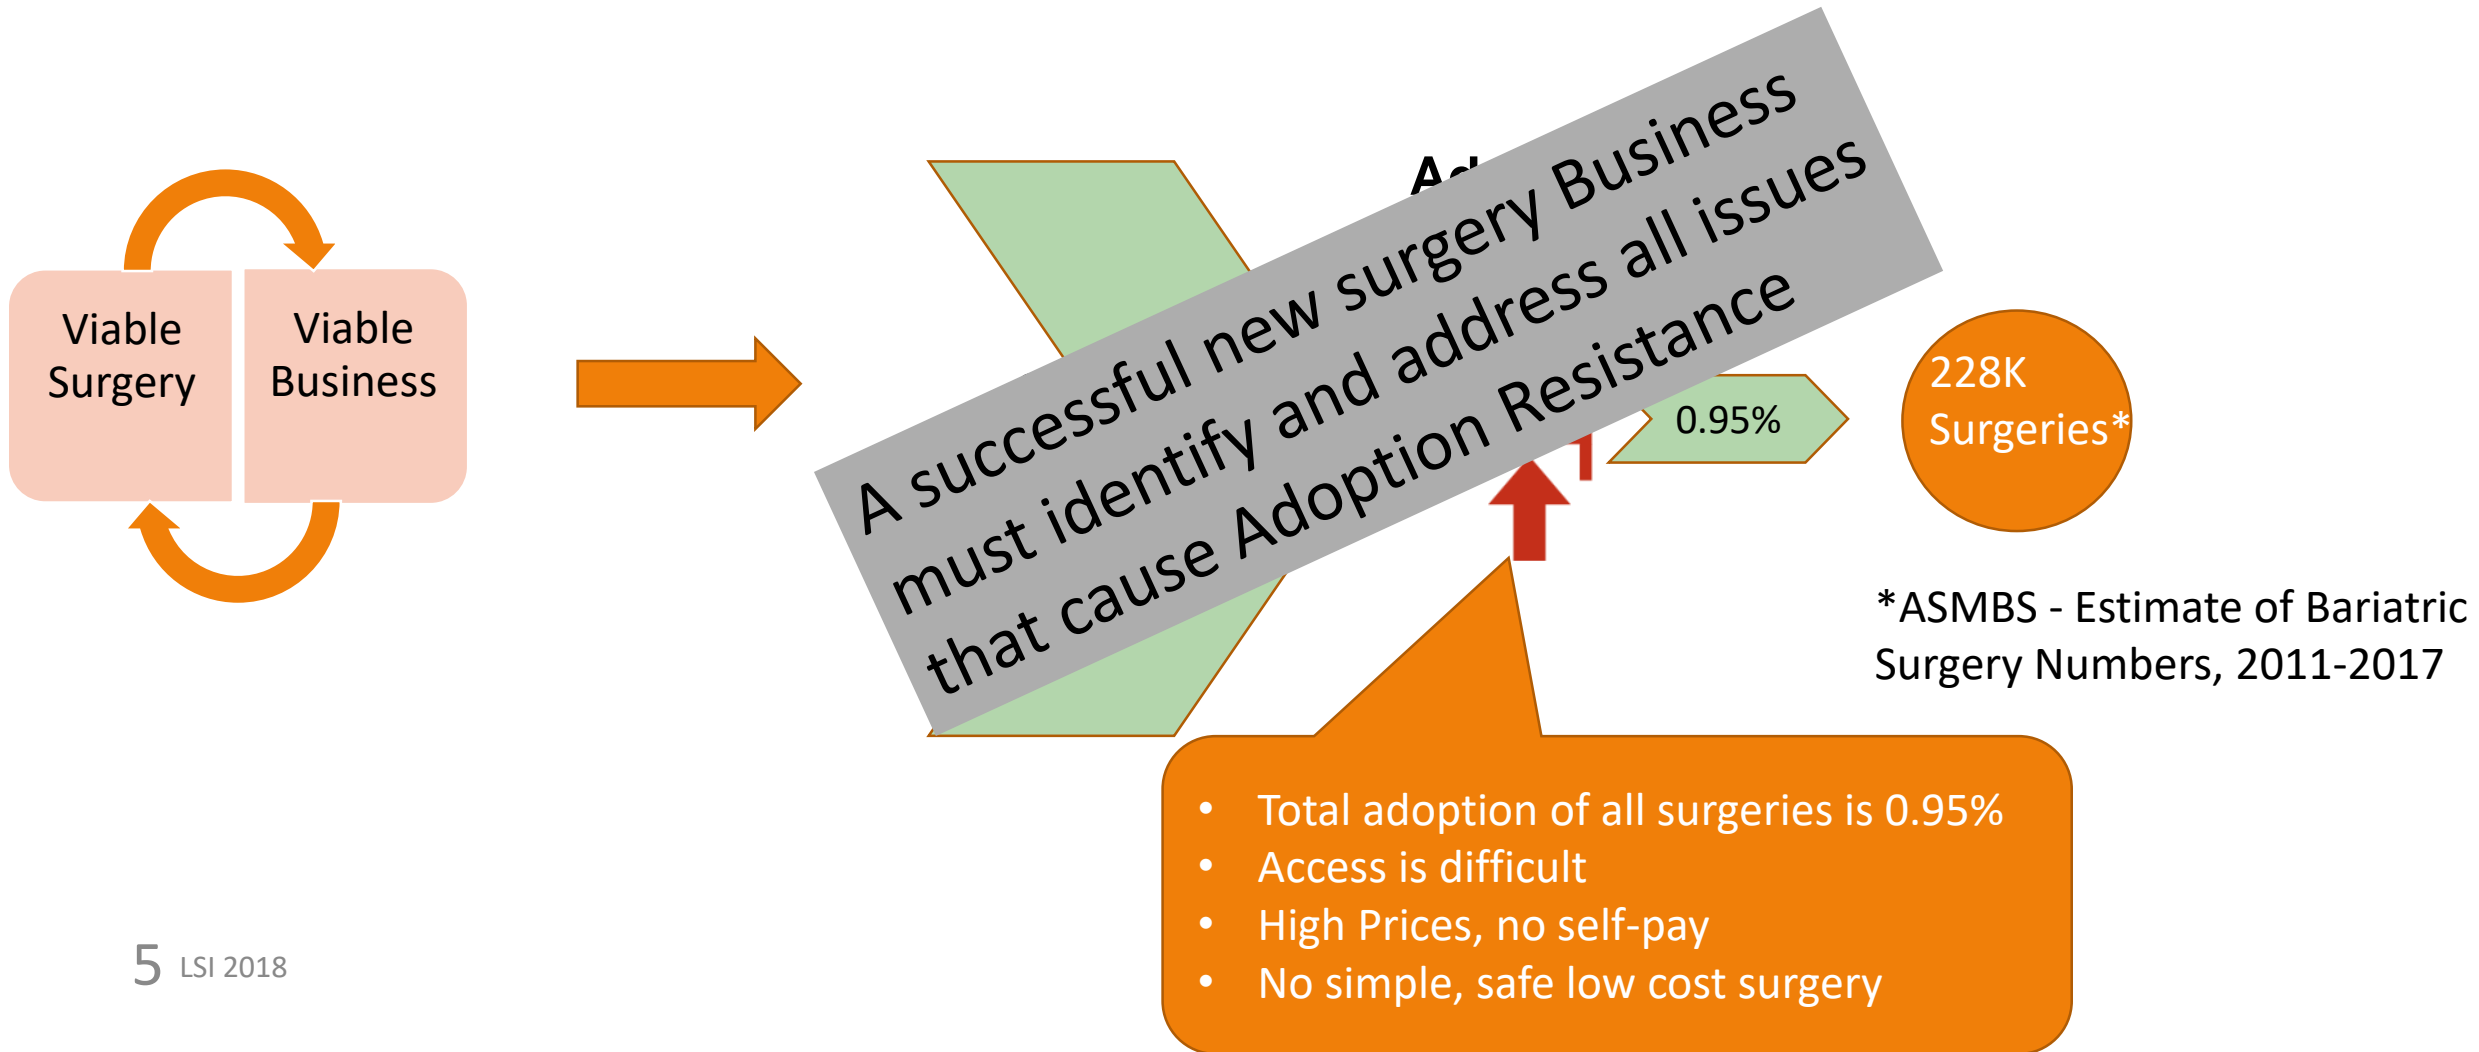 Viable
Surgery
Viable
Business
A successful new surgery Business
must identify and address all issues
that cause Adoption Resistance
0.95%
228K
Surgeries*
*ASMBS - Estimate of Bariatric
Surgery Numbers, 2011-2017
• Total adoption of all surgeries is 0.95%
• Access is difficult
• High Prices, no self-pay
• No simple, safe low cost surgery
5 LSI 2018